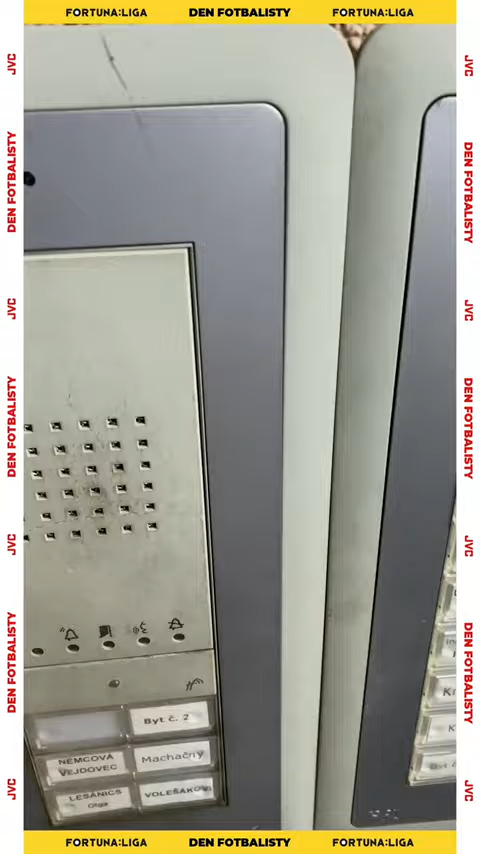 FORTUNA:LIGA DEN FOTBALISTY FORTUNA:LIGA
JVC
DEN FOTBALISTY
JVC
DEN FOTBALISTY
JVC
DEN FOTBALISTY
JVC
Byt č. 2
NĚMCOVÁ
VEJDOVEC
Machačný
LESÁNICS
Olga
JVC
DEN FOTBALISTY
JVC
DEN FOTBALISTY
JVC
DEN FOTBALISTY
JVC
FORTUNA:LIGA DEN FOTBALISTY FORTUNA:LIGA